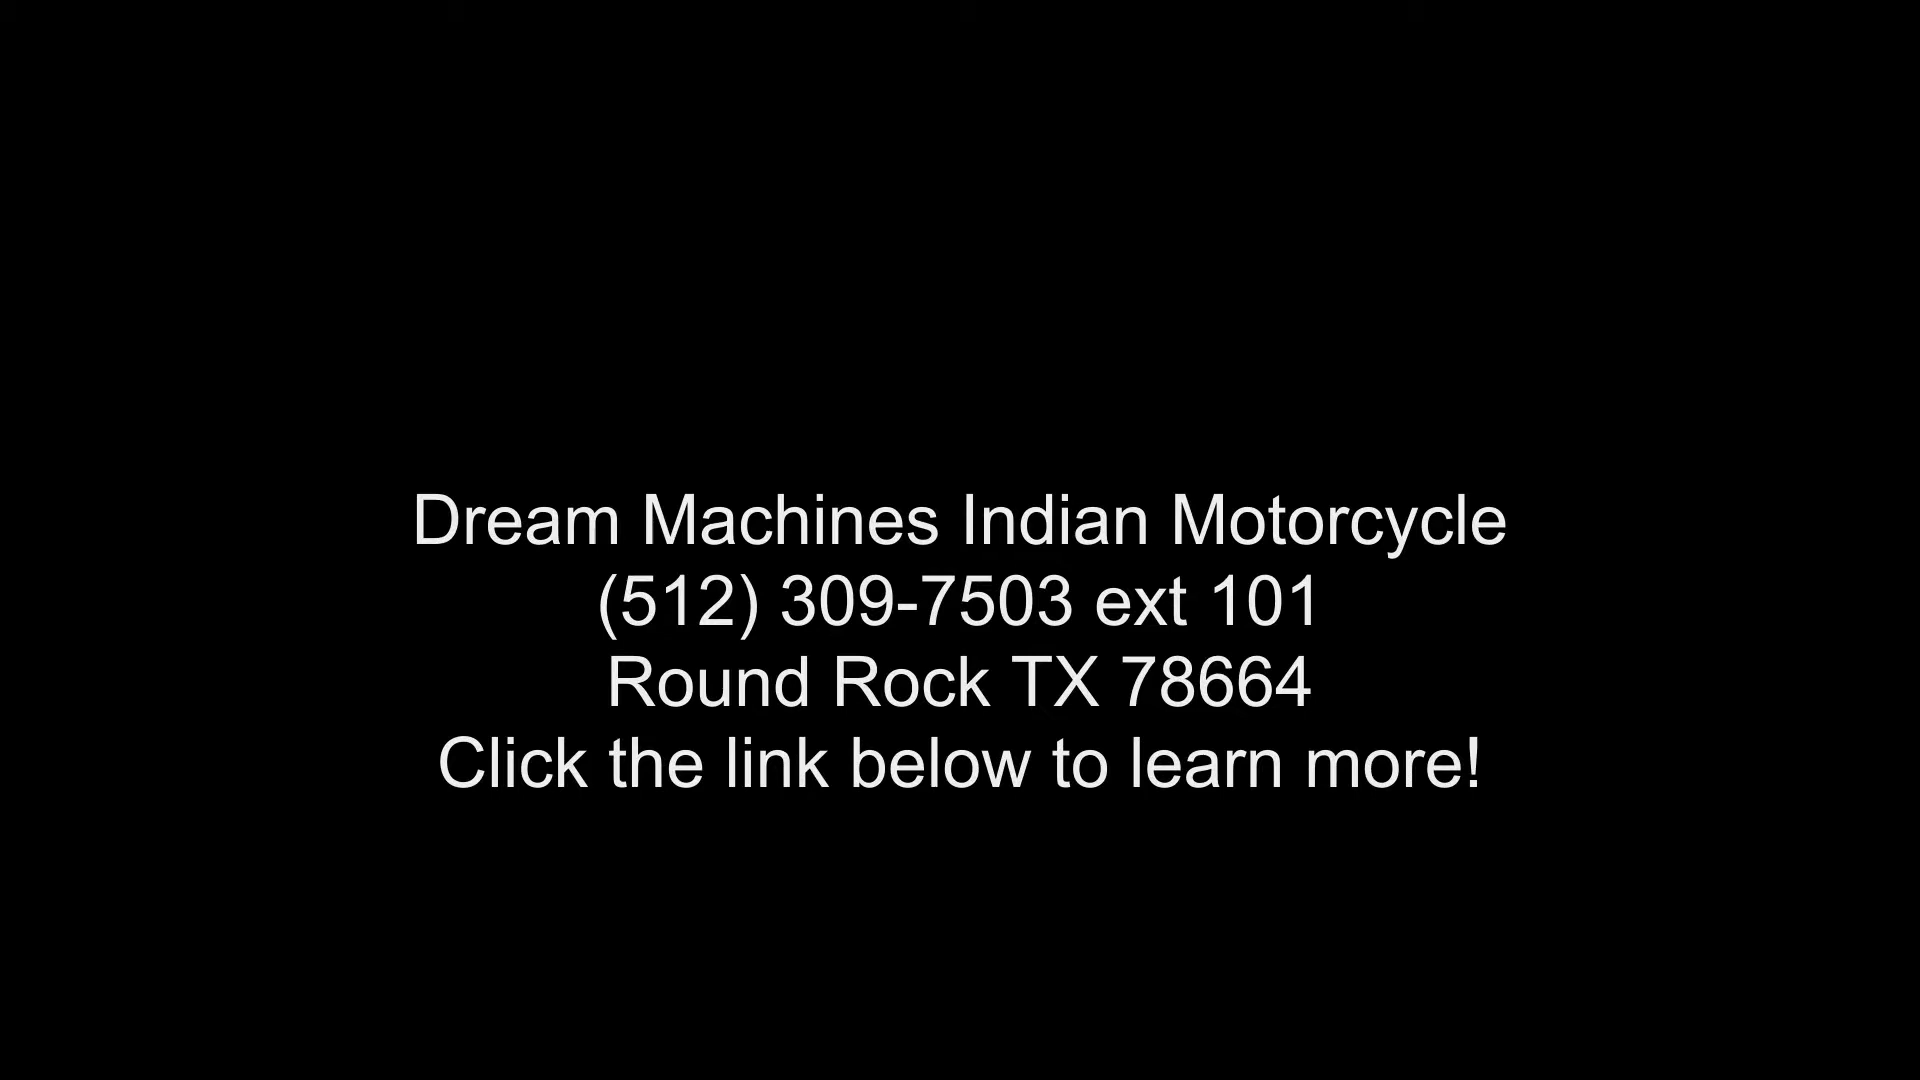 Dream Machines Indian Motorcycle
(512) 309-7503 ext 101
Round Rock TX 78664
Click the link below to learn more!